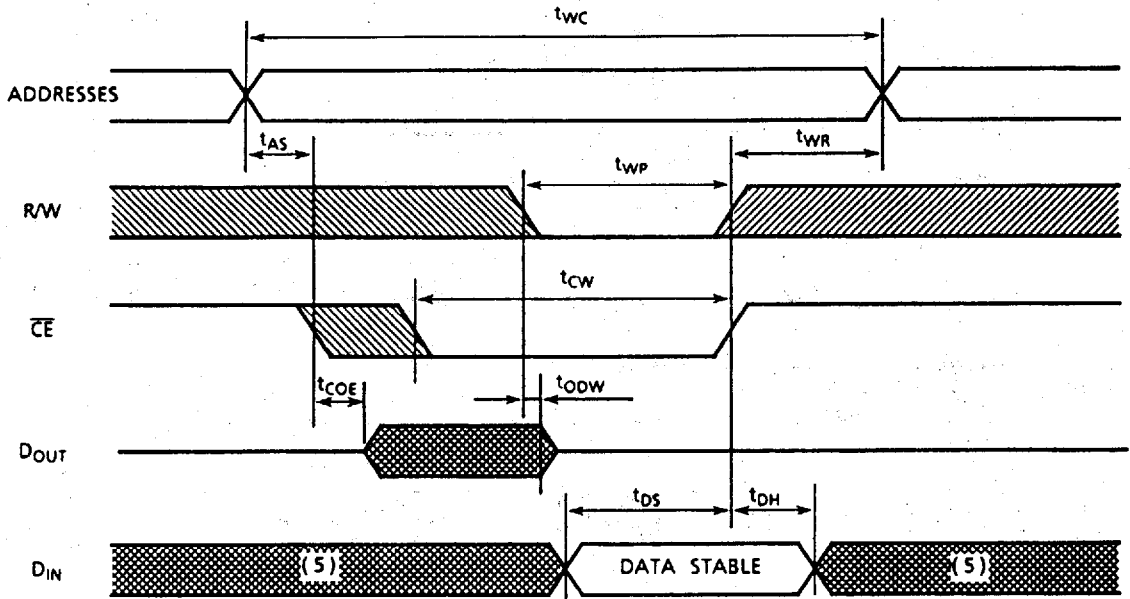 tWC
ADDRESSES
tAS
tWR
tWP
R/W
tCW
CE
tCOE
tODW
DOUT
tDS
tDH
DIN
(5)
DATA STABLE
(5)